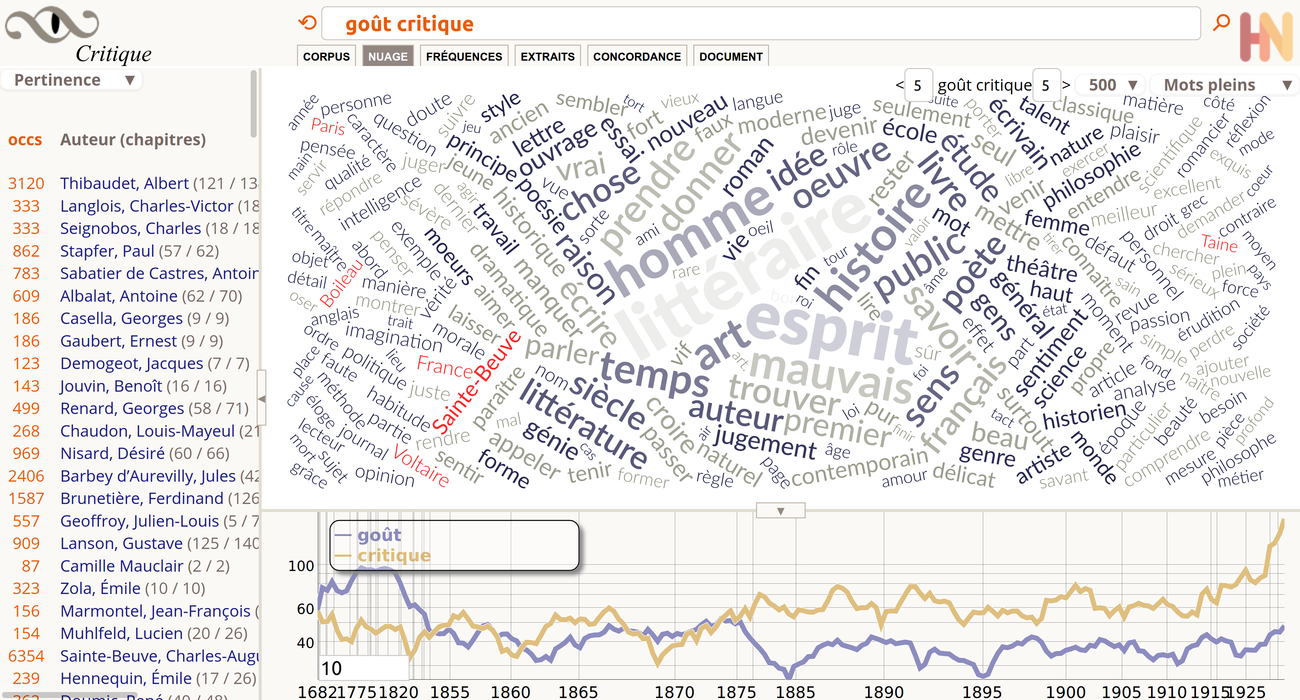 Critique
goût critique
HN
CORPUS NUAGE FRÉQUENCES EXTRAITS CONCORDANCE DOCUMENT
Pertinence ▼
< 5 goût critique 5 > 500 ▼ Mots pleins ▼
occs Auteur (chapitres)
3120 Thibaudet, Albert (121 / 13
333 Langlois, Charles-Victor (18
333 Seignobos, Charles (18 / 18
862 Stapfer, Paul (57 / 62)
783 Sabatier de Castres, Antoin
609 Albalat, Antoine (62 / 70)
186 Casella, Georges (9 / 9)
186 Gaubert, Ernest (9 / 9)
123 Demogeot, Jacques (7 / 7)
143 Jouvin, Benoît (16 / 16)
499 Renard, Georges (58 / 71)
268 Chaudon, Louis-Mayeul (21
969 Nisard, Désiré (60 / 66)
2406 Barbey d’Aurevilly, Jules (42
1587 Brunetière, Ferdinand (126
557 Geoffroy, Julien-Louis (5 / 7
909 Lanson, Gustave (125 / 140
87 Camille Mauclair (2 / 2)
323 Zola, Émile (10 / 10)
156 Marmontel, Jean-François (
154 Muhlfeld, Lucien (20 / 26)
6354 Sainte-Beuve, Charles-Augu
239 Hennequin, Émile (17 / 26)
362 Doumic, René (40 / 48)
année personne doute suivre style sembler tort vieux langue juge seulement suite porter écrivain talent classique matière côté réflexion
Paris caractère question jeu ancien lettre ouvrage essai fort nouveau faux moderne devenir école étude seul nature plaisir scientifique romancier mode
main pensée qualité juger principe vrai chose prendre donner roman idée rôle oeuvre rester livre libre exercer philosophie exquis
servir répondre intelligence sévère jeune agir vue poésie historique sorte homme ami vie oeil littéraire histoire valoir mot venir entendre excellent coeur
titre maître dernier travail raison rare tour fin public mettre femme meilleur droit grec demander contraire
objet abord penser exemple moeurs dramatique écrire bon roi lire âme poète tirer connaître défaut personnel chercher Taine moyen
détail Boileau manière vérité aimer manquer esprit savoir gens théâtre haut général sain sérieux plein pays force
oser anglais montrer trait morale laisser parler vif art sûr effet état moment revue passion érudition société
ordre imagination lieu France Sainte-Beuve temps art mauvais foi sens part sentiment science propre simple perdre
place faute politique juste paraître nom siècle trouver français article fond analyse naître ajouter nouvelle
cause méthode habitude littérature croire auteur loi pur finir premier tact surtout historien particulier beauté besoin
éloge journal partie rendre mal génie cas passer air jugement âge beau époque pièce profond
lecteur sujet Voltaire sentir appeler forme tenir former naturel règle page contemporain amour délicat genre artiste monde savant comprendre mesure philosophe
mort grâce opinion métier
goût
critique
100
60
40
10
1682 1775 1820 1855 1860 1865 1870 1875 1885 1890 1895 1900 1905 1910 1915 1925